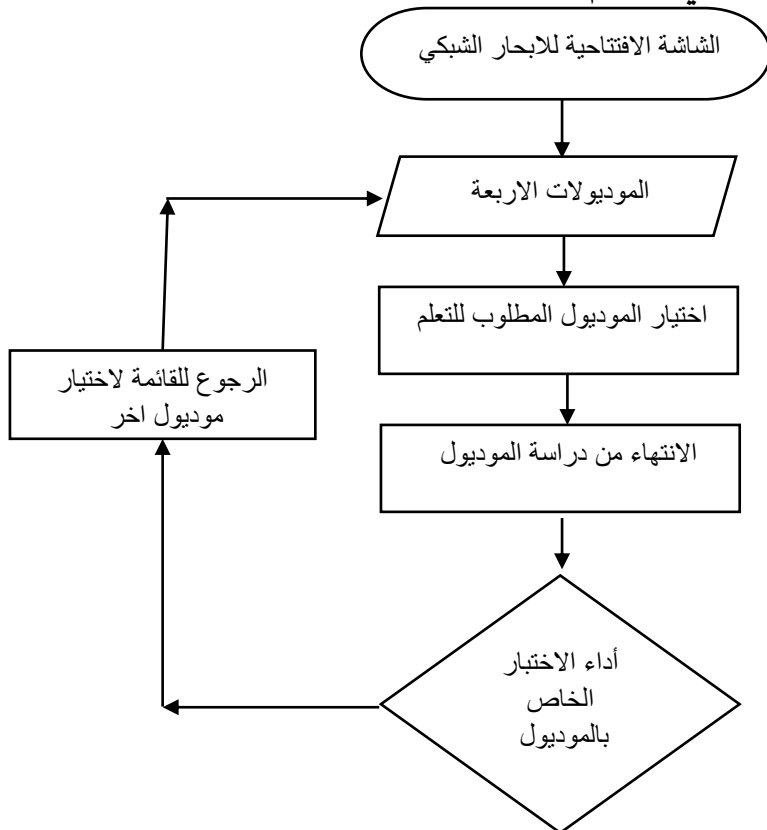 الشاشة الافتتاحية للابحار الشبكي
الموديولات الاربعة
اختيار الموديول المطلوب للتعلم
الرجوع للقائمة لاختيار
موديول اخر
الانتهاء من دراسة الموديول
أداء الاختبار
الخاص
بالموديول